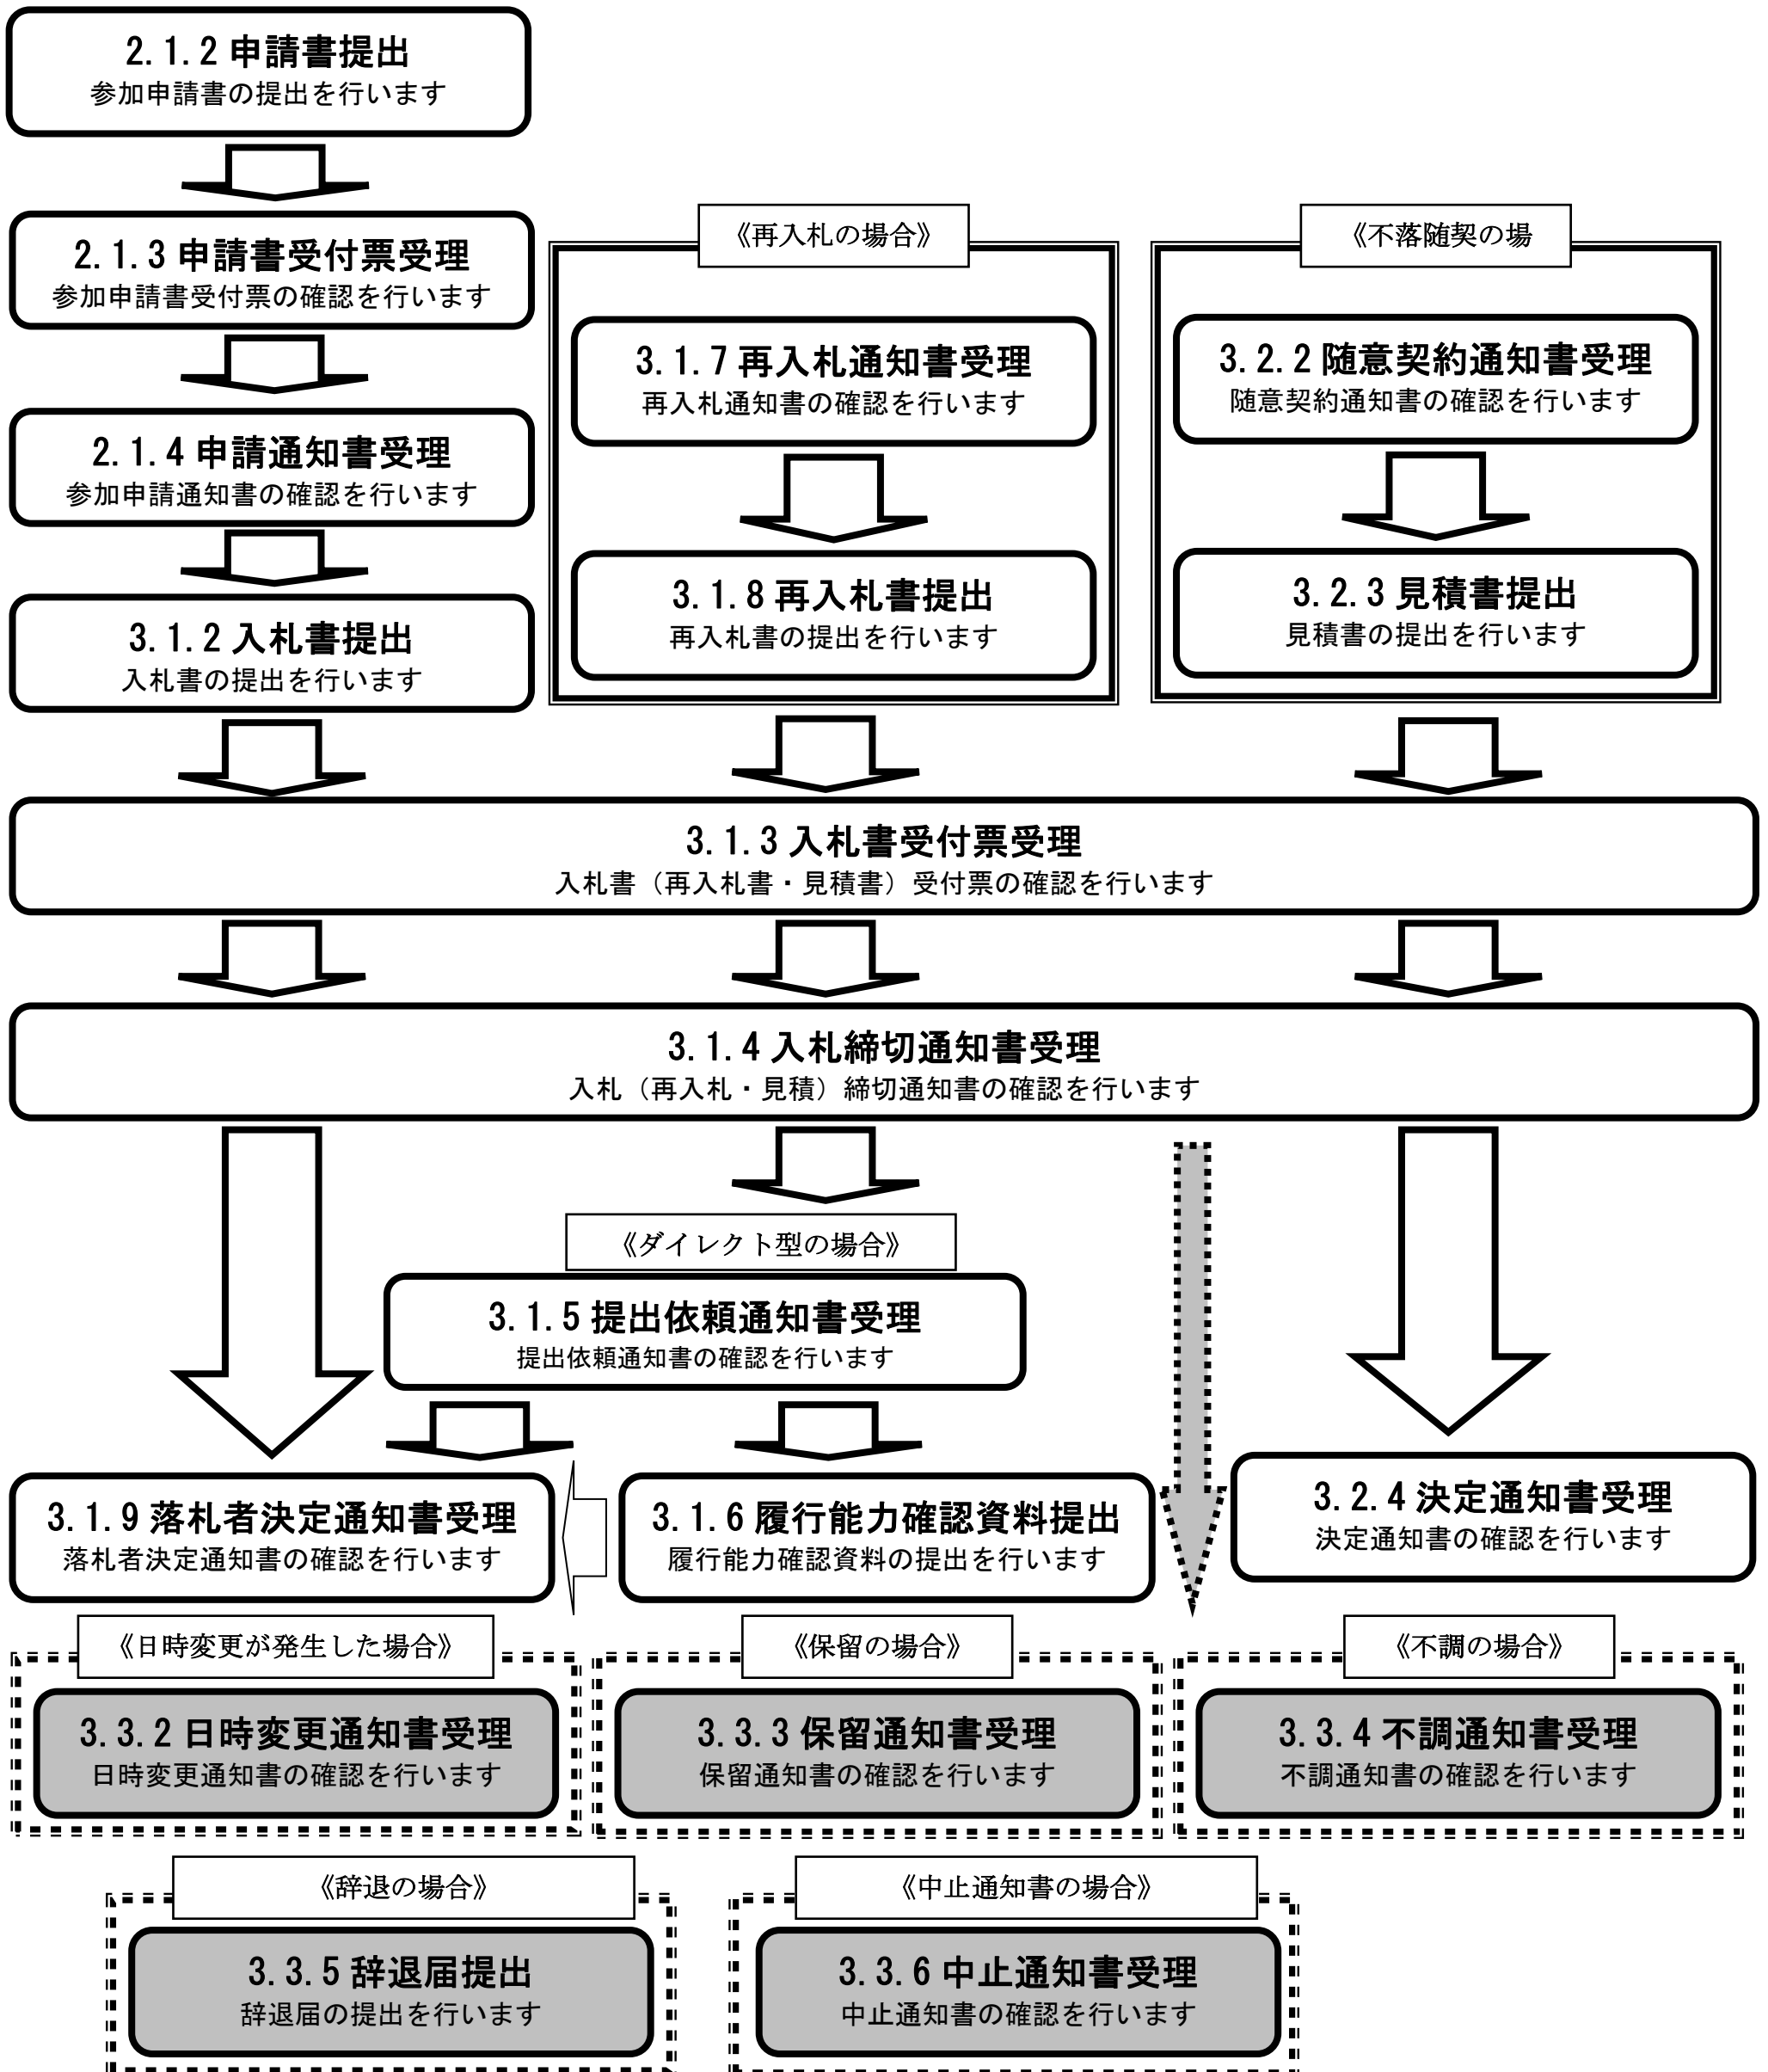 2.1.2 申請書提出
参加申請書の提出を行います
2.1.3 申請書受付票受理
参加申請書受付票の確認を行います
2.1.4 申請通知書受理
参加申請通知書の確認を行います
3.1.2 入札書提出
入札書の提出を行います
《再入札の場合》
3.1.7 再入札通知書受理
再入札通知書の確認を行います
3.1.8 再入札書提出
再入札書の提出を行います
《不落随契の場
3.2.2 随意契約通知書受理
随意契約通知書の確認を行います
3.2.3 見積書提出
見積書の提出を行います
3.1.3 入札書受付票受理
入札書（再入札書・見積書）受付票の確認を行います
3.1.4 入札締切通知書受理
入札（再入札・見積）締切通知書の確認を行います
《ダイレクト型の場合》
3.1.5 提出依頼通知書受理
提出依頼通知書の確認を行います
3.1.9 落札者決定通知書受理
落札者決定通知書の確認を行います
3.1.6 履行能力確認資料提出
履行能力確認資料の提出を行います
3.2.4 決定通知書受理
決定通知書の確認を行います
《日時変更が発生した場合》
3.3.2 日時変更通知書受理
日時変更通知書の確認を行います
《保留の場合》
3.3.3 保留通知書受理
保留通知書の確認を行います
《不調の場合》
3.3.4 不調通知書受理
不調通知書の確認を行います
《辞退の場合》
3.3.5 辞退届提出
辞退届の提出を行います
《中止通知書の場合》
3.3.6 中止通知書受理
中止通知書の確認を行います